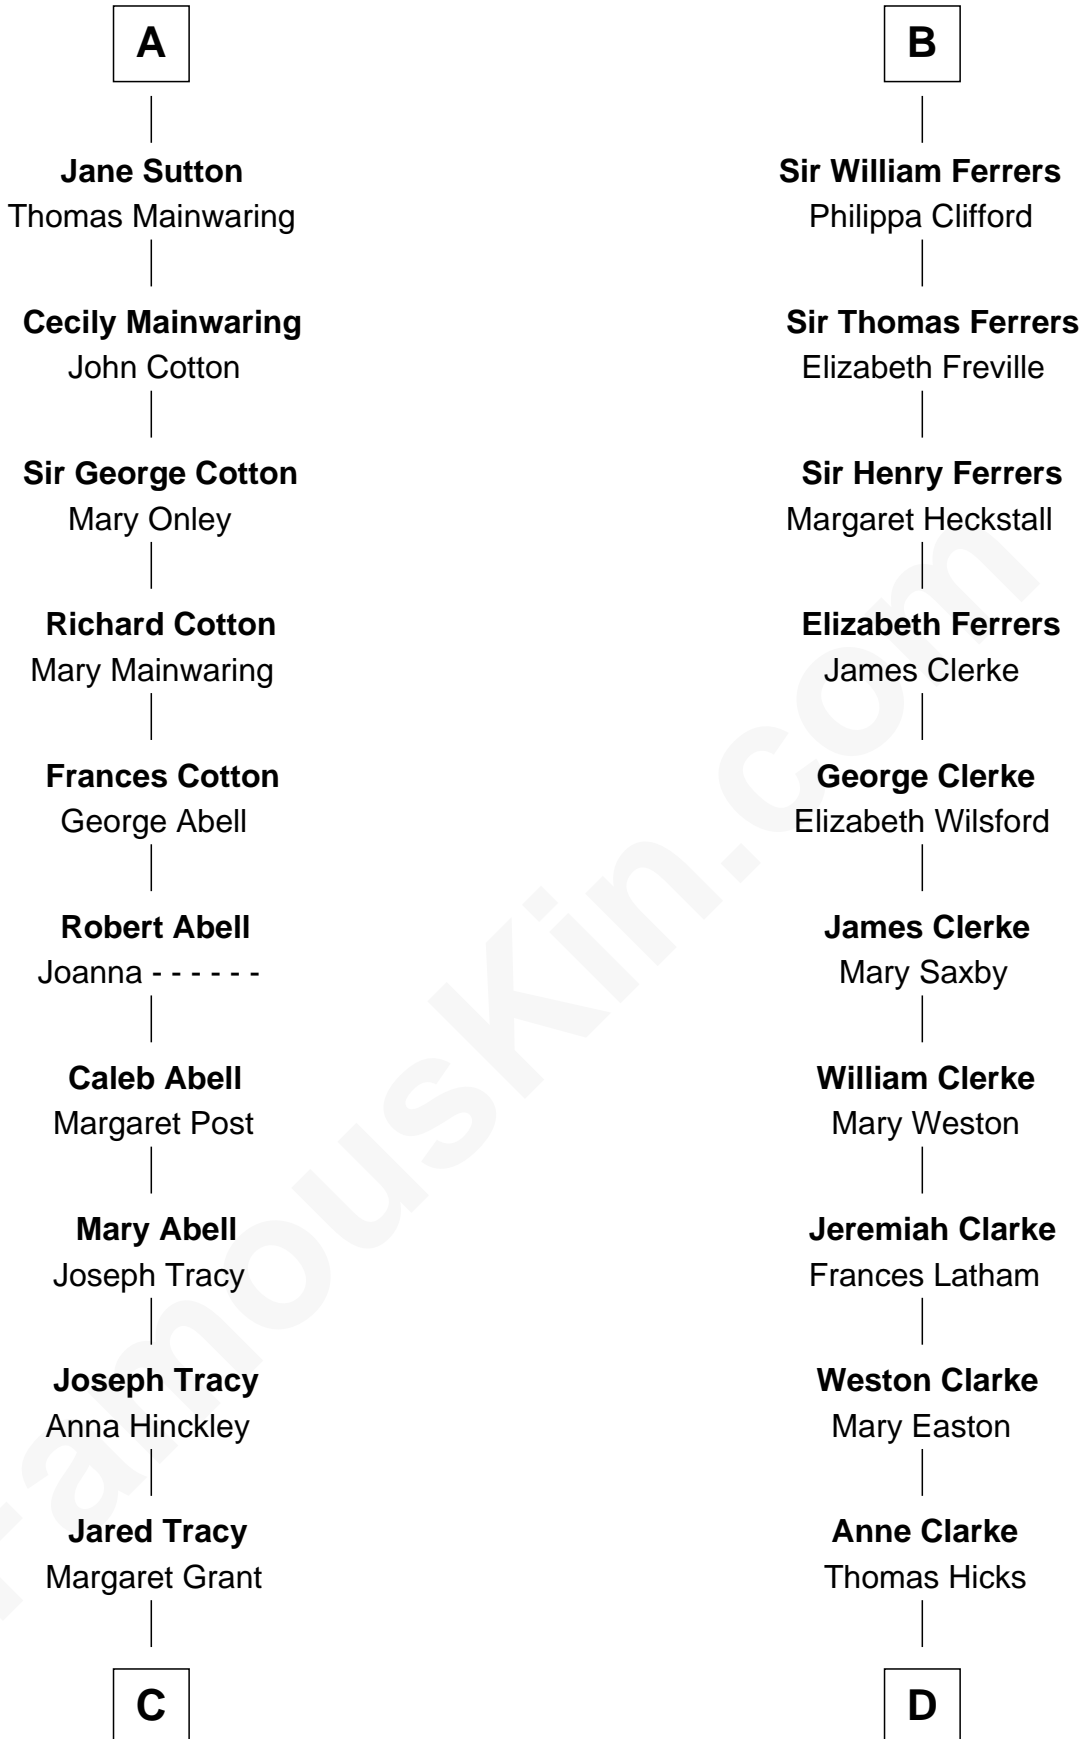 A
Jane Sutton
Thomas Mainwaring
Cecily Mainwaring
John Cotton
Sir George Cotton
Mary Onley
Richard Cotton
Mary Mainwaring
Frances Cotton
George Abell
Robert Abell
Joanna - - - - - -
Caleb Abell
Margaret Post
Mary Abell
Joseph Tracy
Joseph Tracy
Anna Hinckley
Jared Tracy
Margaret Grant
C
B
Sir William Ferrers
Philippa Clifford
Sir Thomas Ferrers
Elizabeth Freville
Sir Henry Ferrers
Margaret Heckstall
Elizabeth Ferrers
James Clerke
George Clerke
Elizabeth Wilsford
James Clerke
Mary Saxby
William Clerke
Mary Weston
Jeremiah Clarke
Frances Latham
Weston Clarke
Mary Easton
Anne Clarke
Thomas Hicks
D
FamousKin.com